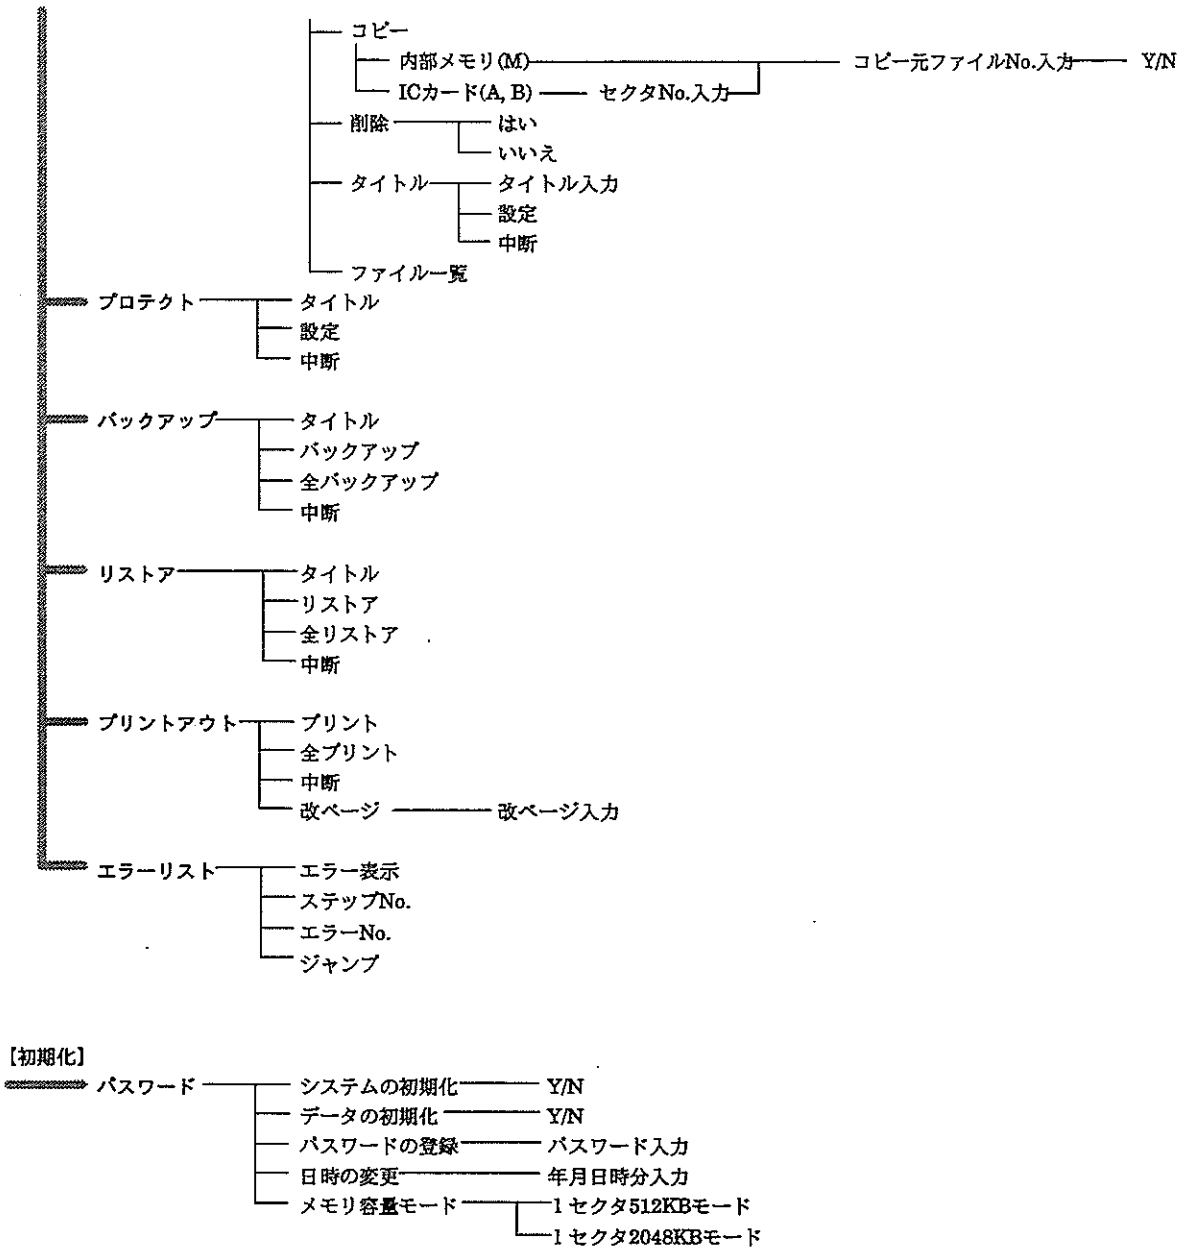 コピー
内部メモリ(M) コピー元ファイルNo.入力 Y/N
ICカード(A, B) セクタNo.入力
削除 はい
いいえ
タイトル タイトル入力
設定
中断
ファイル一覧
プロテクト タイトル
設定
中断
バックアップ タイトル
バックアップ
全バックアップ
中断
リストア タイトル
リストア
全リストア
中断
プリントアウト プリント
全プリント
中断
改ページ 改ページ入力
エラーリスト エラー表示
ステップNo.
エラーNo.
ジャンプ
【初期化】
パスワード システムの初期化 Y/N
データの初期化 Y/N
パスワードの登録 パスワード入力
日時の変更 年月日時分入力
メモリ容量モード 1セクタ512KBモード
1セクタ2048KBモード